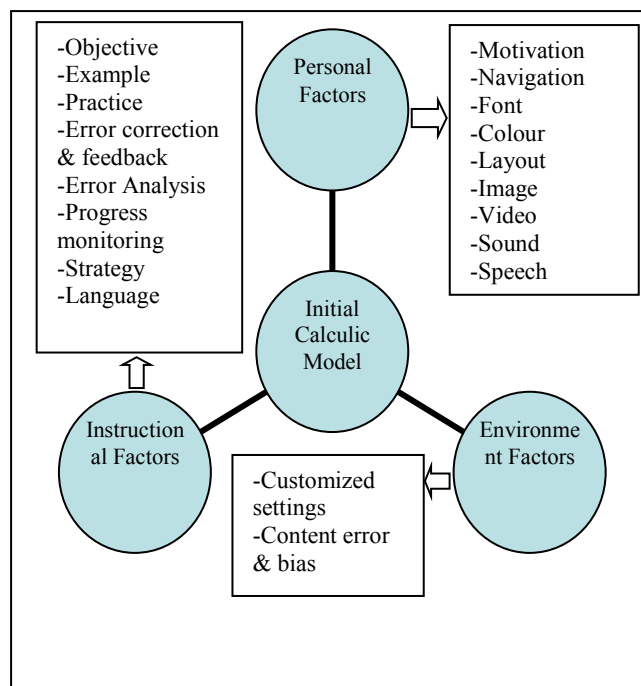 -Objective
-Example
-Practice
-Error correction
& feedback
-Error Analysis
-Progress
monitoring
-Strategy
-Language
Personal
Factors
-Motivation
-Navigation
-Font
-Colour
-Layout
-Image
-Video
-Sound
-Speech
Initial
Calculic
Model
Instruction
al Factors
-Customized
settings
-Content error
& bias
Environme
nt Factors